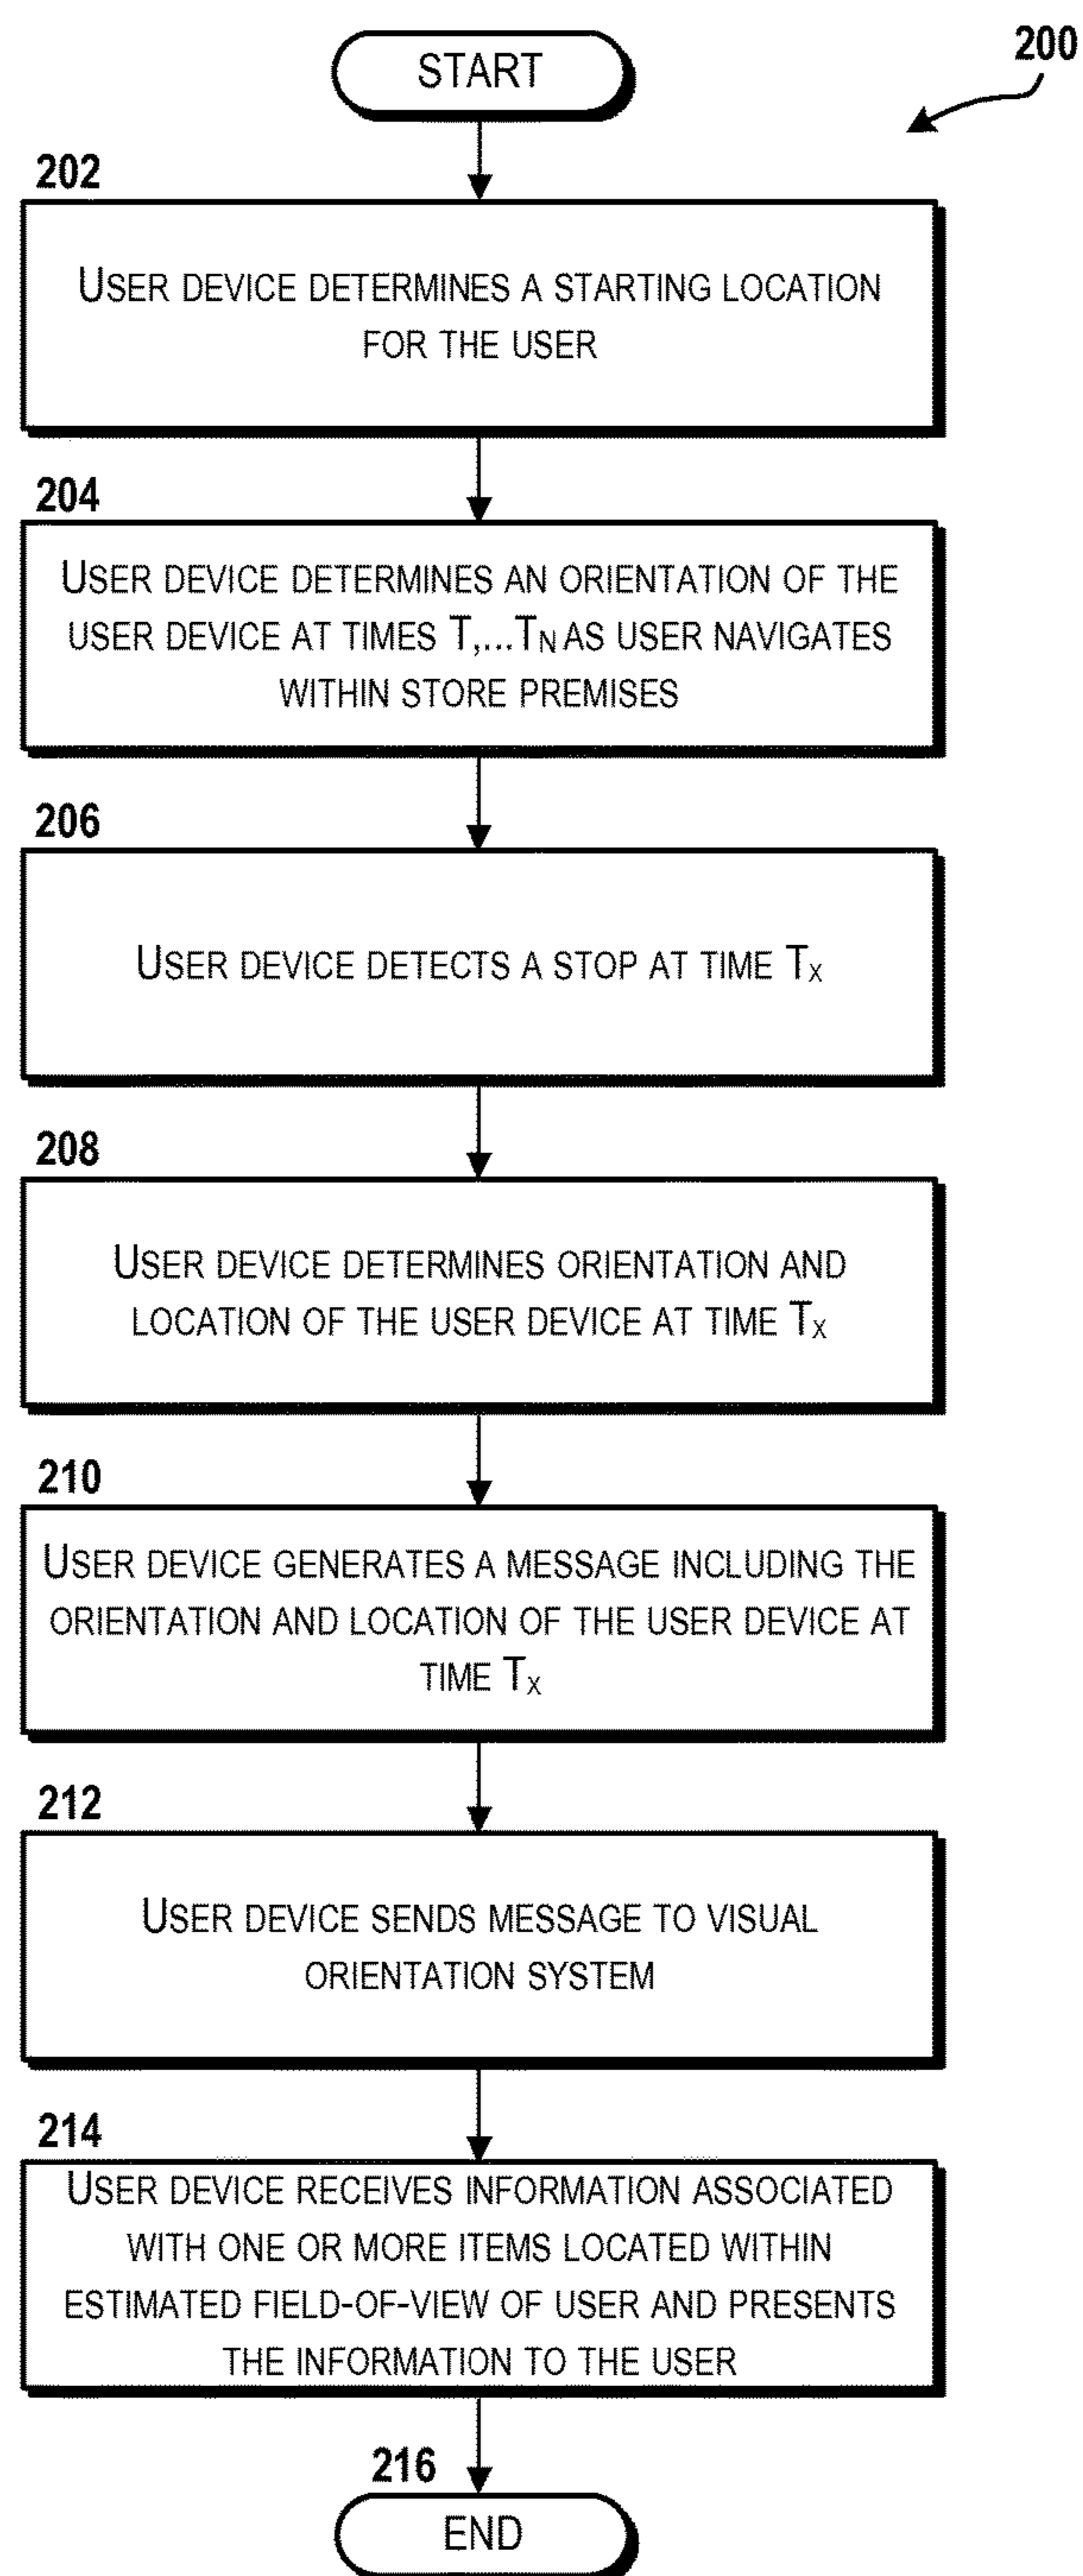 START
200
202
USER DEVICE DETERMINES A STARTING LOCATION
FOR THE USER
204
USER DEVICE DETERMINES AN ORIENTATION OF THE
USER DEVICE AT TIMES T,...TN AS USER NAVIGATES
WITHIN STORE PREMISES
206
USER DEVICE DETECTS A STOP AT TIME TX
208
USER DEVICE DETERMINES ORIENTATION AND
LOCATION OF THE USER DEVICE AT TIME TX
210
USER DEVICE GENERATES A MESSAGE INCLUDING THE
ORIENTATION AND LOCATION OF THE USER DEVICE AT
TIME TX
212
USER DEVICE SENDS MESSAGE TO VISUAL
ORIENTATION SYSTEM
214
USER DEVICE RECEIVES INFORMATION ASSOCIATED
WITH ONE OR MORE ITEMS LOCATED WITHIN
ESTIMATED FIELD-OF-VIEW OF USER AND PRESENTS
THE INFORMATION TO THE USER
216
END